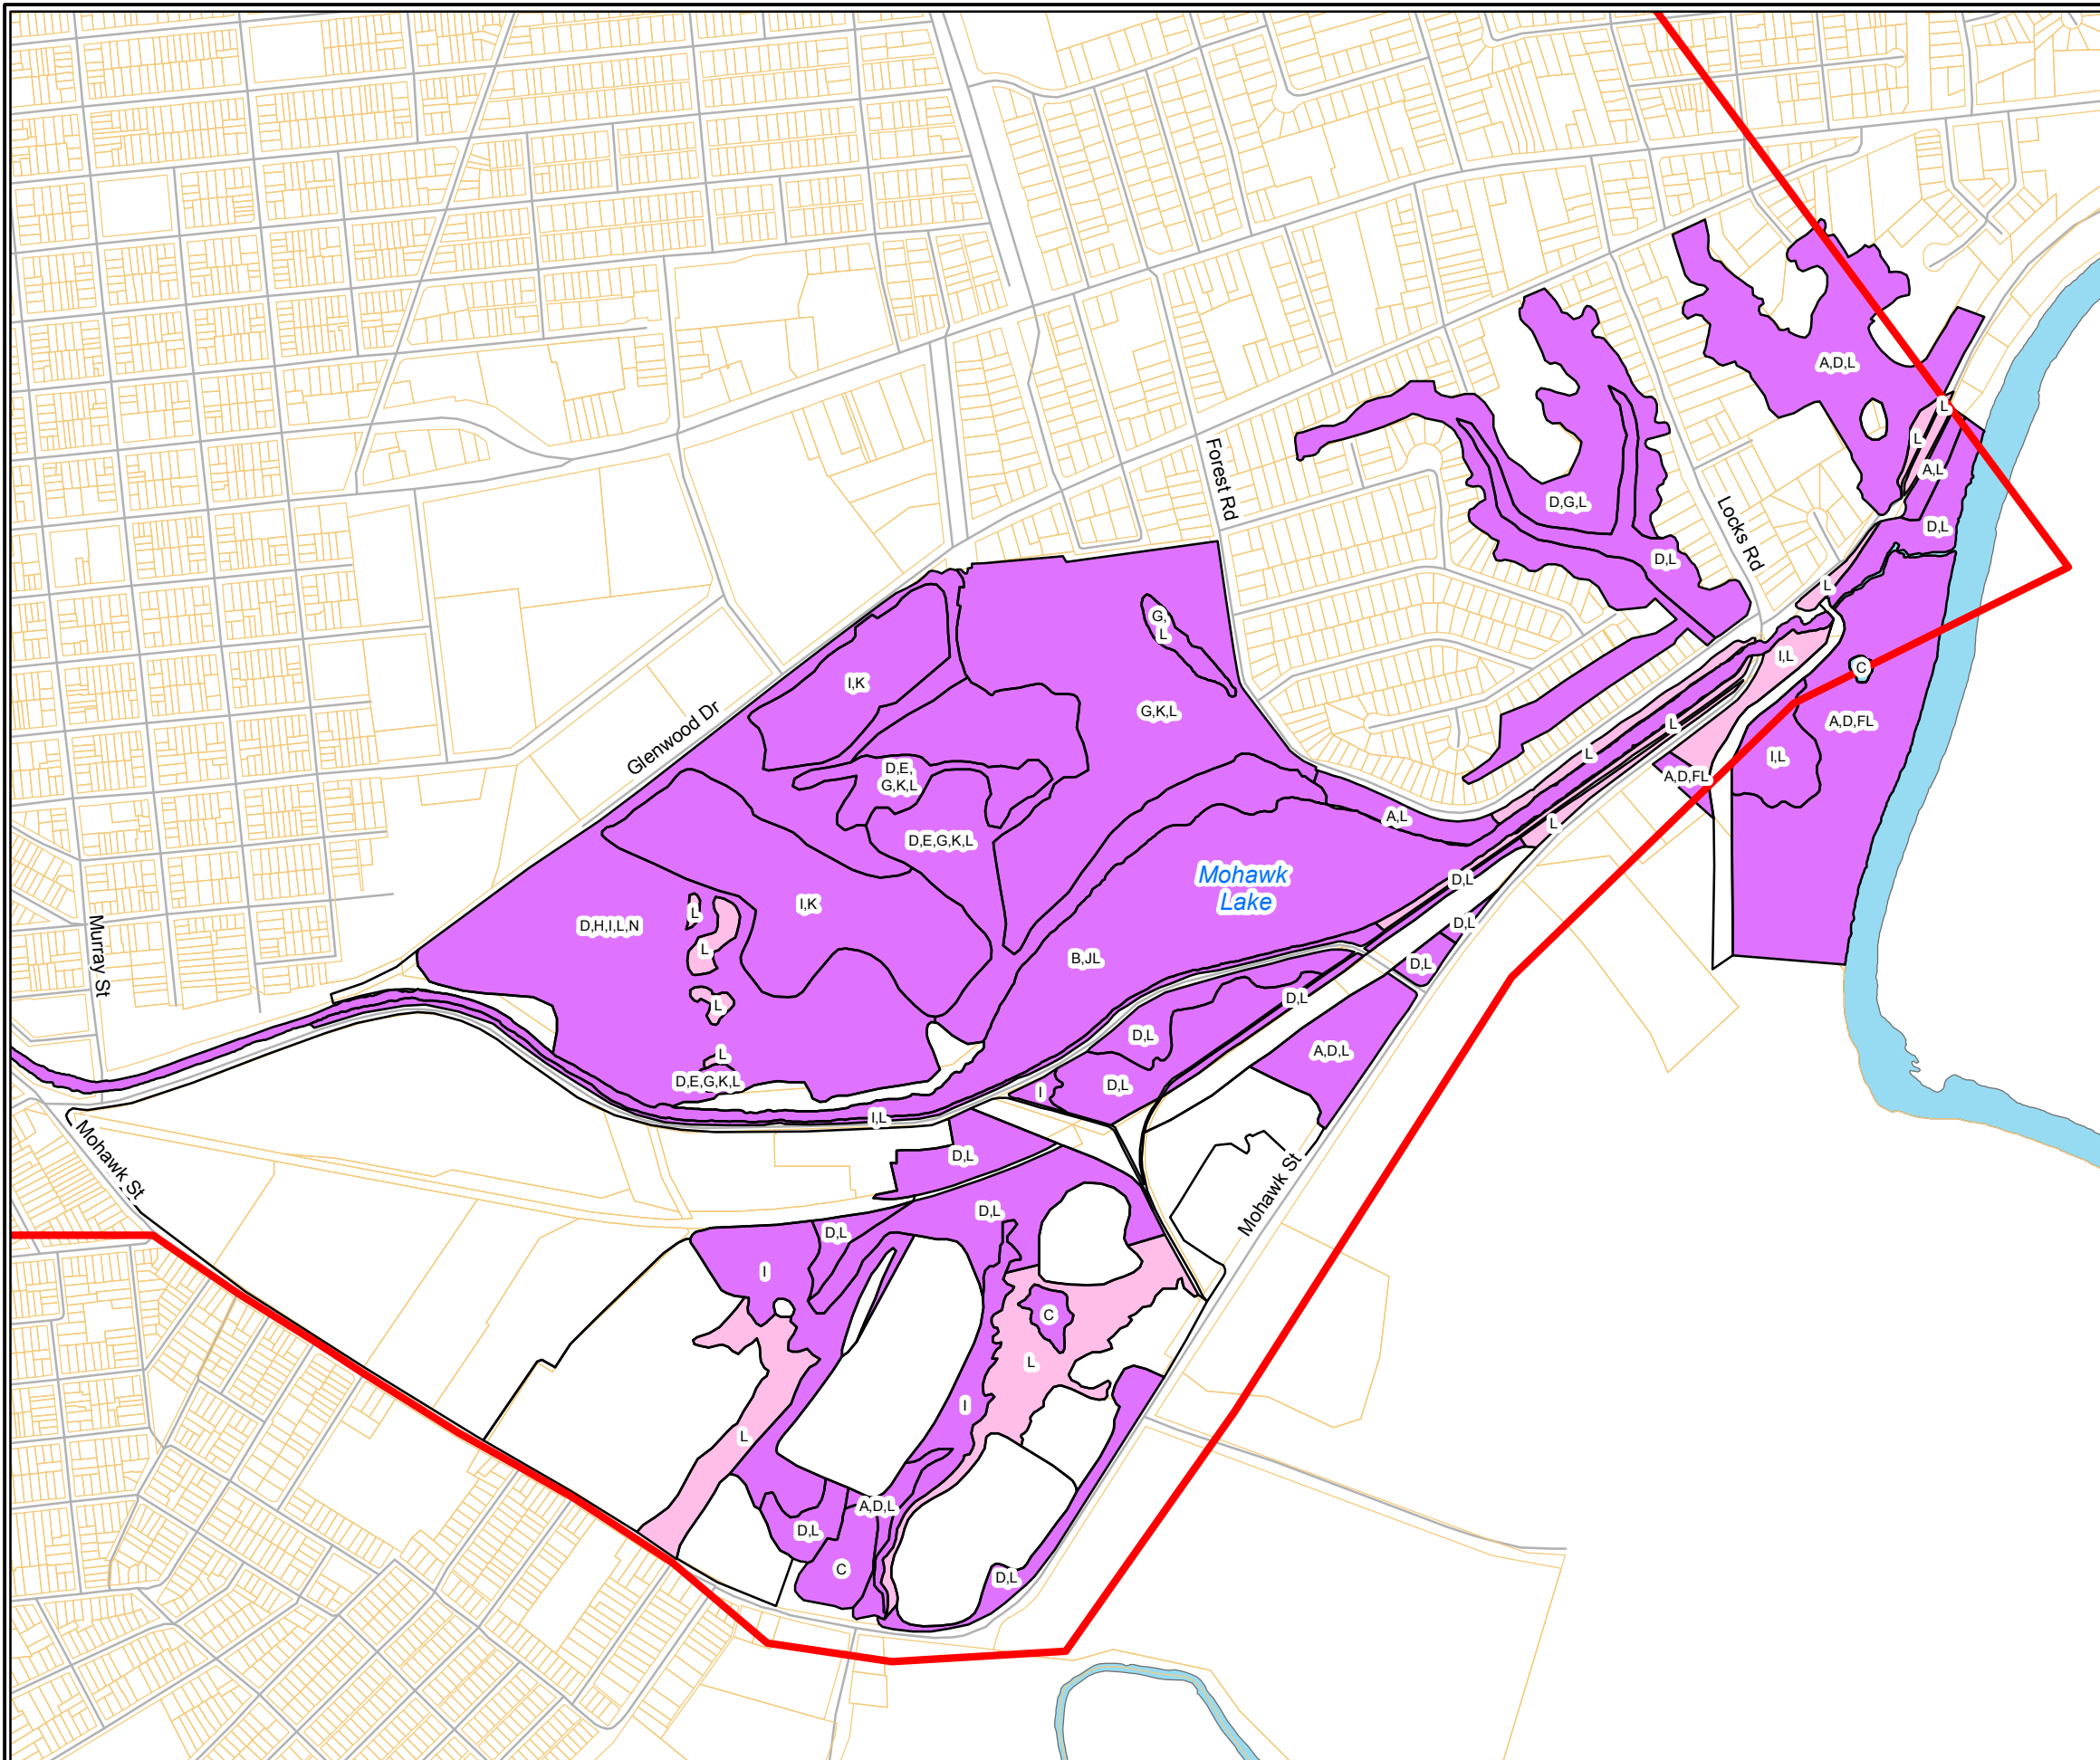 A,D,L
L
L
A,L
Forest Rd
D,G,L
Locks Rd
D,L
D,L
L
G,
L
I,L
C
I,K
Glenwood Dr
G,K,L
A,D,FL
L
L
I,L
D,E,
G,K,L
A,D,FL
A,L
L
D,E,G,K,L
Mohawk
Lake
D,L
I,K
L
D,H,I,L,N
D,L
L
Murray St
B,JL
D,L
D,L
L
D,L
A,D,L
L
D,E,G,K,L
D,L
I
I,L
Mohawk St
D,L
Mohawk St
D,L
D,L
I
C
L
I
L
A,D,L
D,L
C
D,L